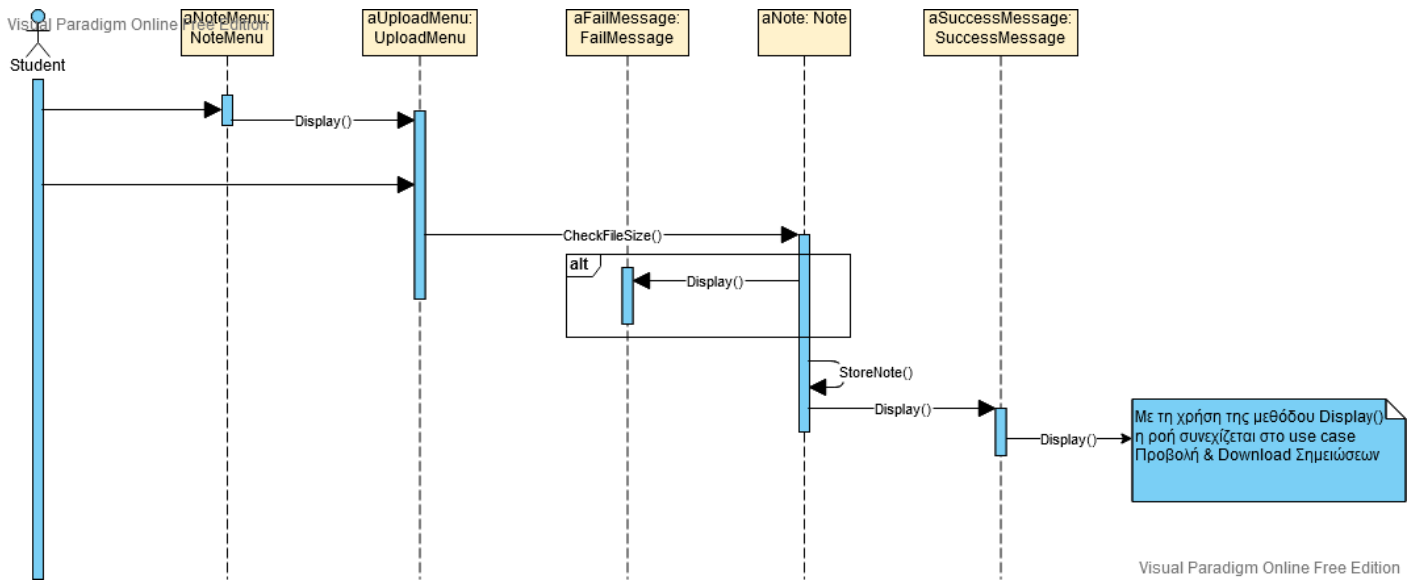 Visual Paradigm Online Free Edition
Student
aNoteMenu:
NoteMenu
aUploadMenu:
UploadMenu
aFailMessage:
FailMessage
aNote: Note
aSuccessMessage:
SuccessMessage
Display()
CheckFileSize()
alt
Display()
StoreNote()
Display()
Display()
Με τη χρήση της μεθόδου Display()
η ροή συνεχίζεται στο use case
Προβολή & Download Σημειώσεων
Visual Paradigm Online Free Edition